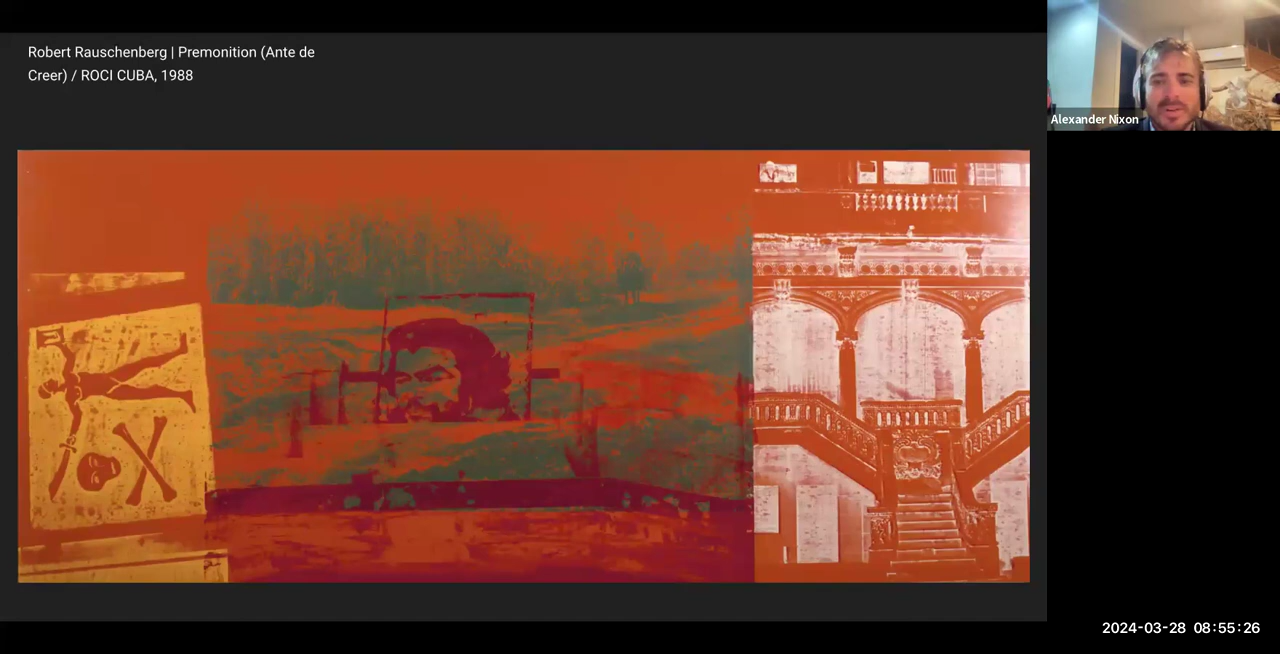 Robert Rauschenberg | Premonition (Ante de
Creer) / ROCI CUBA, 1988
Alexander Nixon
2024-03-28 08:55:26